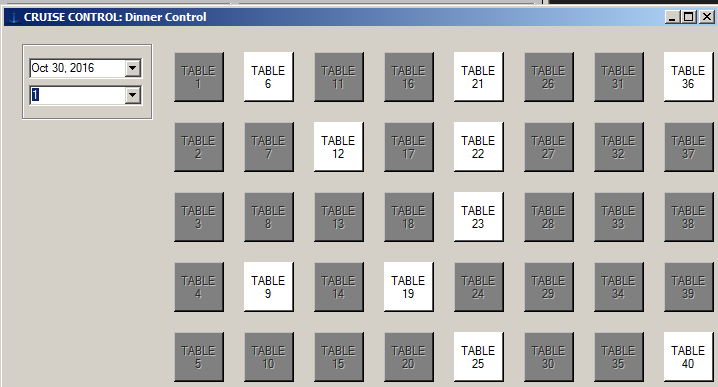 CRUISE CONTROL: Dinner Control
Oct 30, 2016
1
TABLE TABLE TABLE TABLE TABLE TABLE TABLE TABLE
1 6 11 16 21 26 31 36
TABLE TABLE TABLE TABLE TABLE TABLE TABLE TABLE
2 7 12 17 22 27 32 37
TABLE TABLE TABLE TABLE TABLE TABLE TABLE TABLE
3 8 13 18 23 28 33 38
TABLE TABLE TABLE TABLE TABLE TABLE TABLE TABLE
4 9 14 19 24 29 34 39
TABLE TABLE TABLE TABLE TABLE TABLE TABLE TABLE
5 10 15 20 25 30 35 40